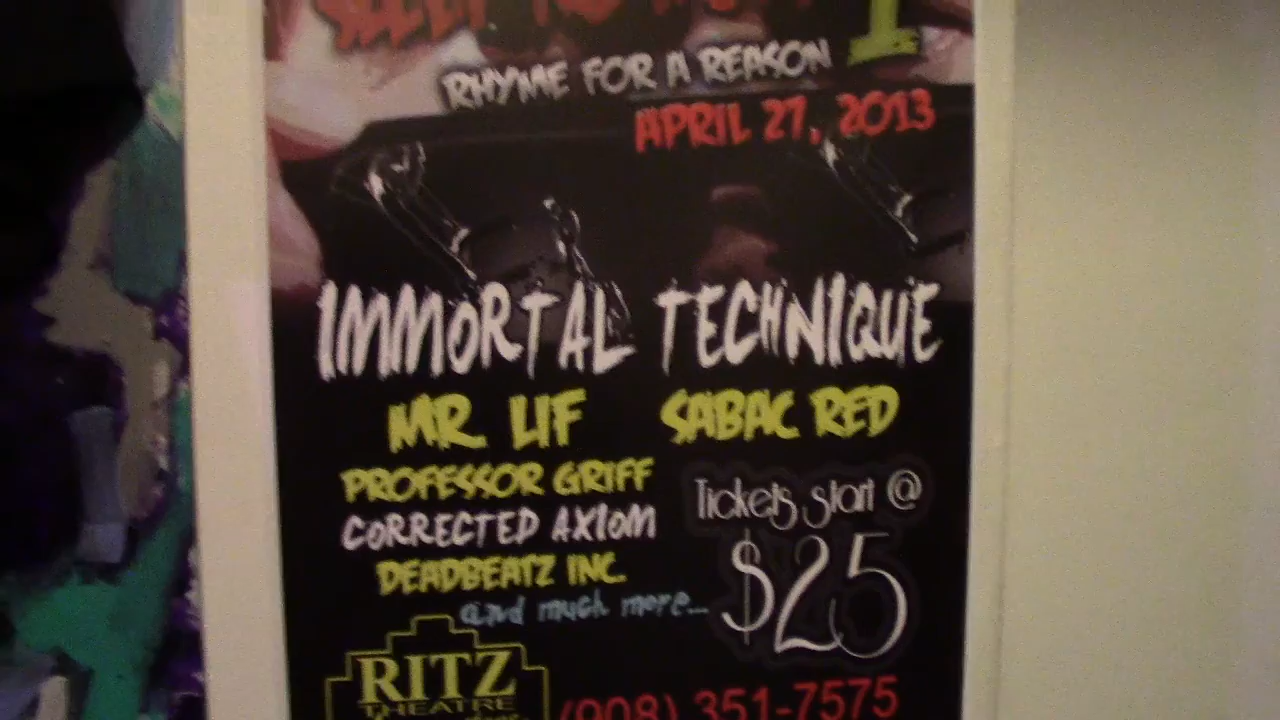 RHYME FOR A REASON
APRIL 27, 2013
IMMORTAL TECHNIQUE
MR. LIF SABAC RED
PROFESSOR GRIFF
CORRECTED AXIOM
DEADBEATZ INC.
and much more...
Tickets start @
$25
RITZ
THEATRE
(908) 351-7575